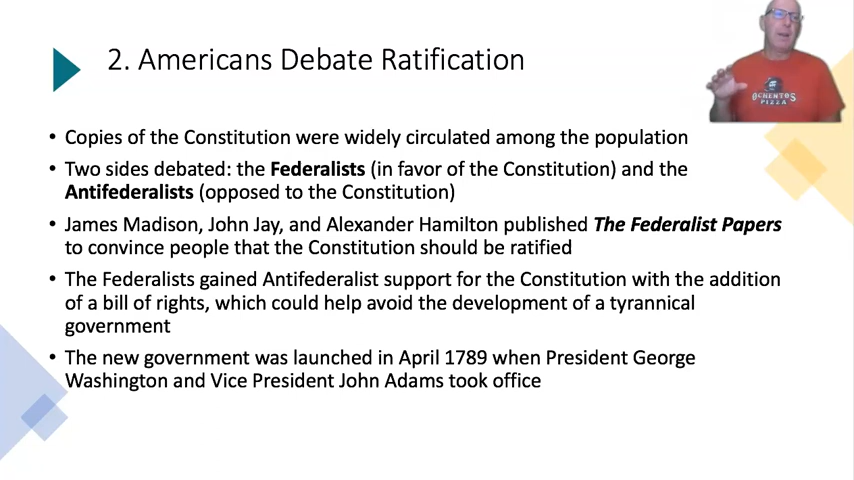 2. Americans Debate Ratification
• Copies of the Constitution were widely circulated among the population
• Two sides debated: the Federalists (in favor of the Constitution) and the
Antifederalists (opposed to the Constitution)
• James Madison, John Jay, and Alexander Hamilton published The Federalist Papers
to convince people that the Constitution should be ratified
• The Federalists gained Antifederalist support for the Constitution with the addition
of a bill of rights, which could help avoid the development of a tyrannical
government
• The new government was launched in April 1789 when President George
Washington and Vice President John Adams took office
OCHENTOS
PIZZA